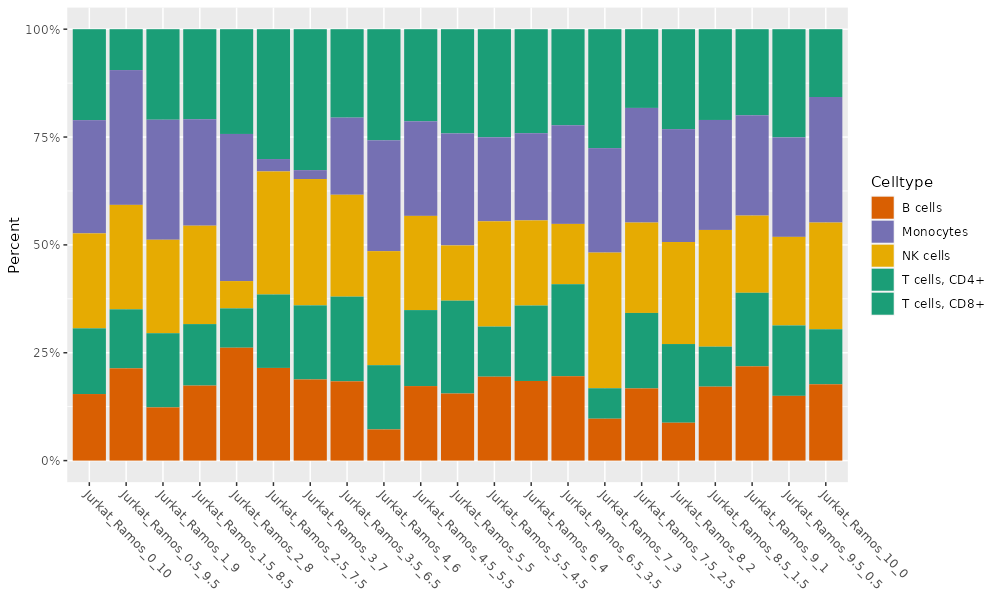 100%
75%
50%
25%
0%
Percent
Jurkat_Ramos_0_10
Jurkat_Ramos_0.5_9.5
Jurkat_Ramos_1_9
Jurkat_Ramos_1.5_8.5
Jurkat_Ramos_2_8
Jurkat_Ramos_2.5_7.5
Jurkat_Ramos_3_7
Jurkat_Ramos_3.5_6.5
Jurkat_Ramos_4_6
Jurkat_Ramos_4.5_5.5
Jurkat_Ramos_5_5
Jurkat_Ramos_5.5_4.5
Jurkat_Ramos_6_4
Jurkat_Ramos_6.5_3.5
Jurkat_Ramos_7_3
Jurkat_Ramos_7.5_2.5
Jurkat_Ramos_8_2
Jurkat_Ramos_8.5_1.5
Jurkat_Ramos_9_1
Jurkat_Ramos_9.5_0.5
Jurkat_Ramos_10_0
Celltype
B cells
Monocytes
NK cells
T cells, CD4+
T cells, CD8+